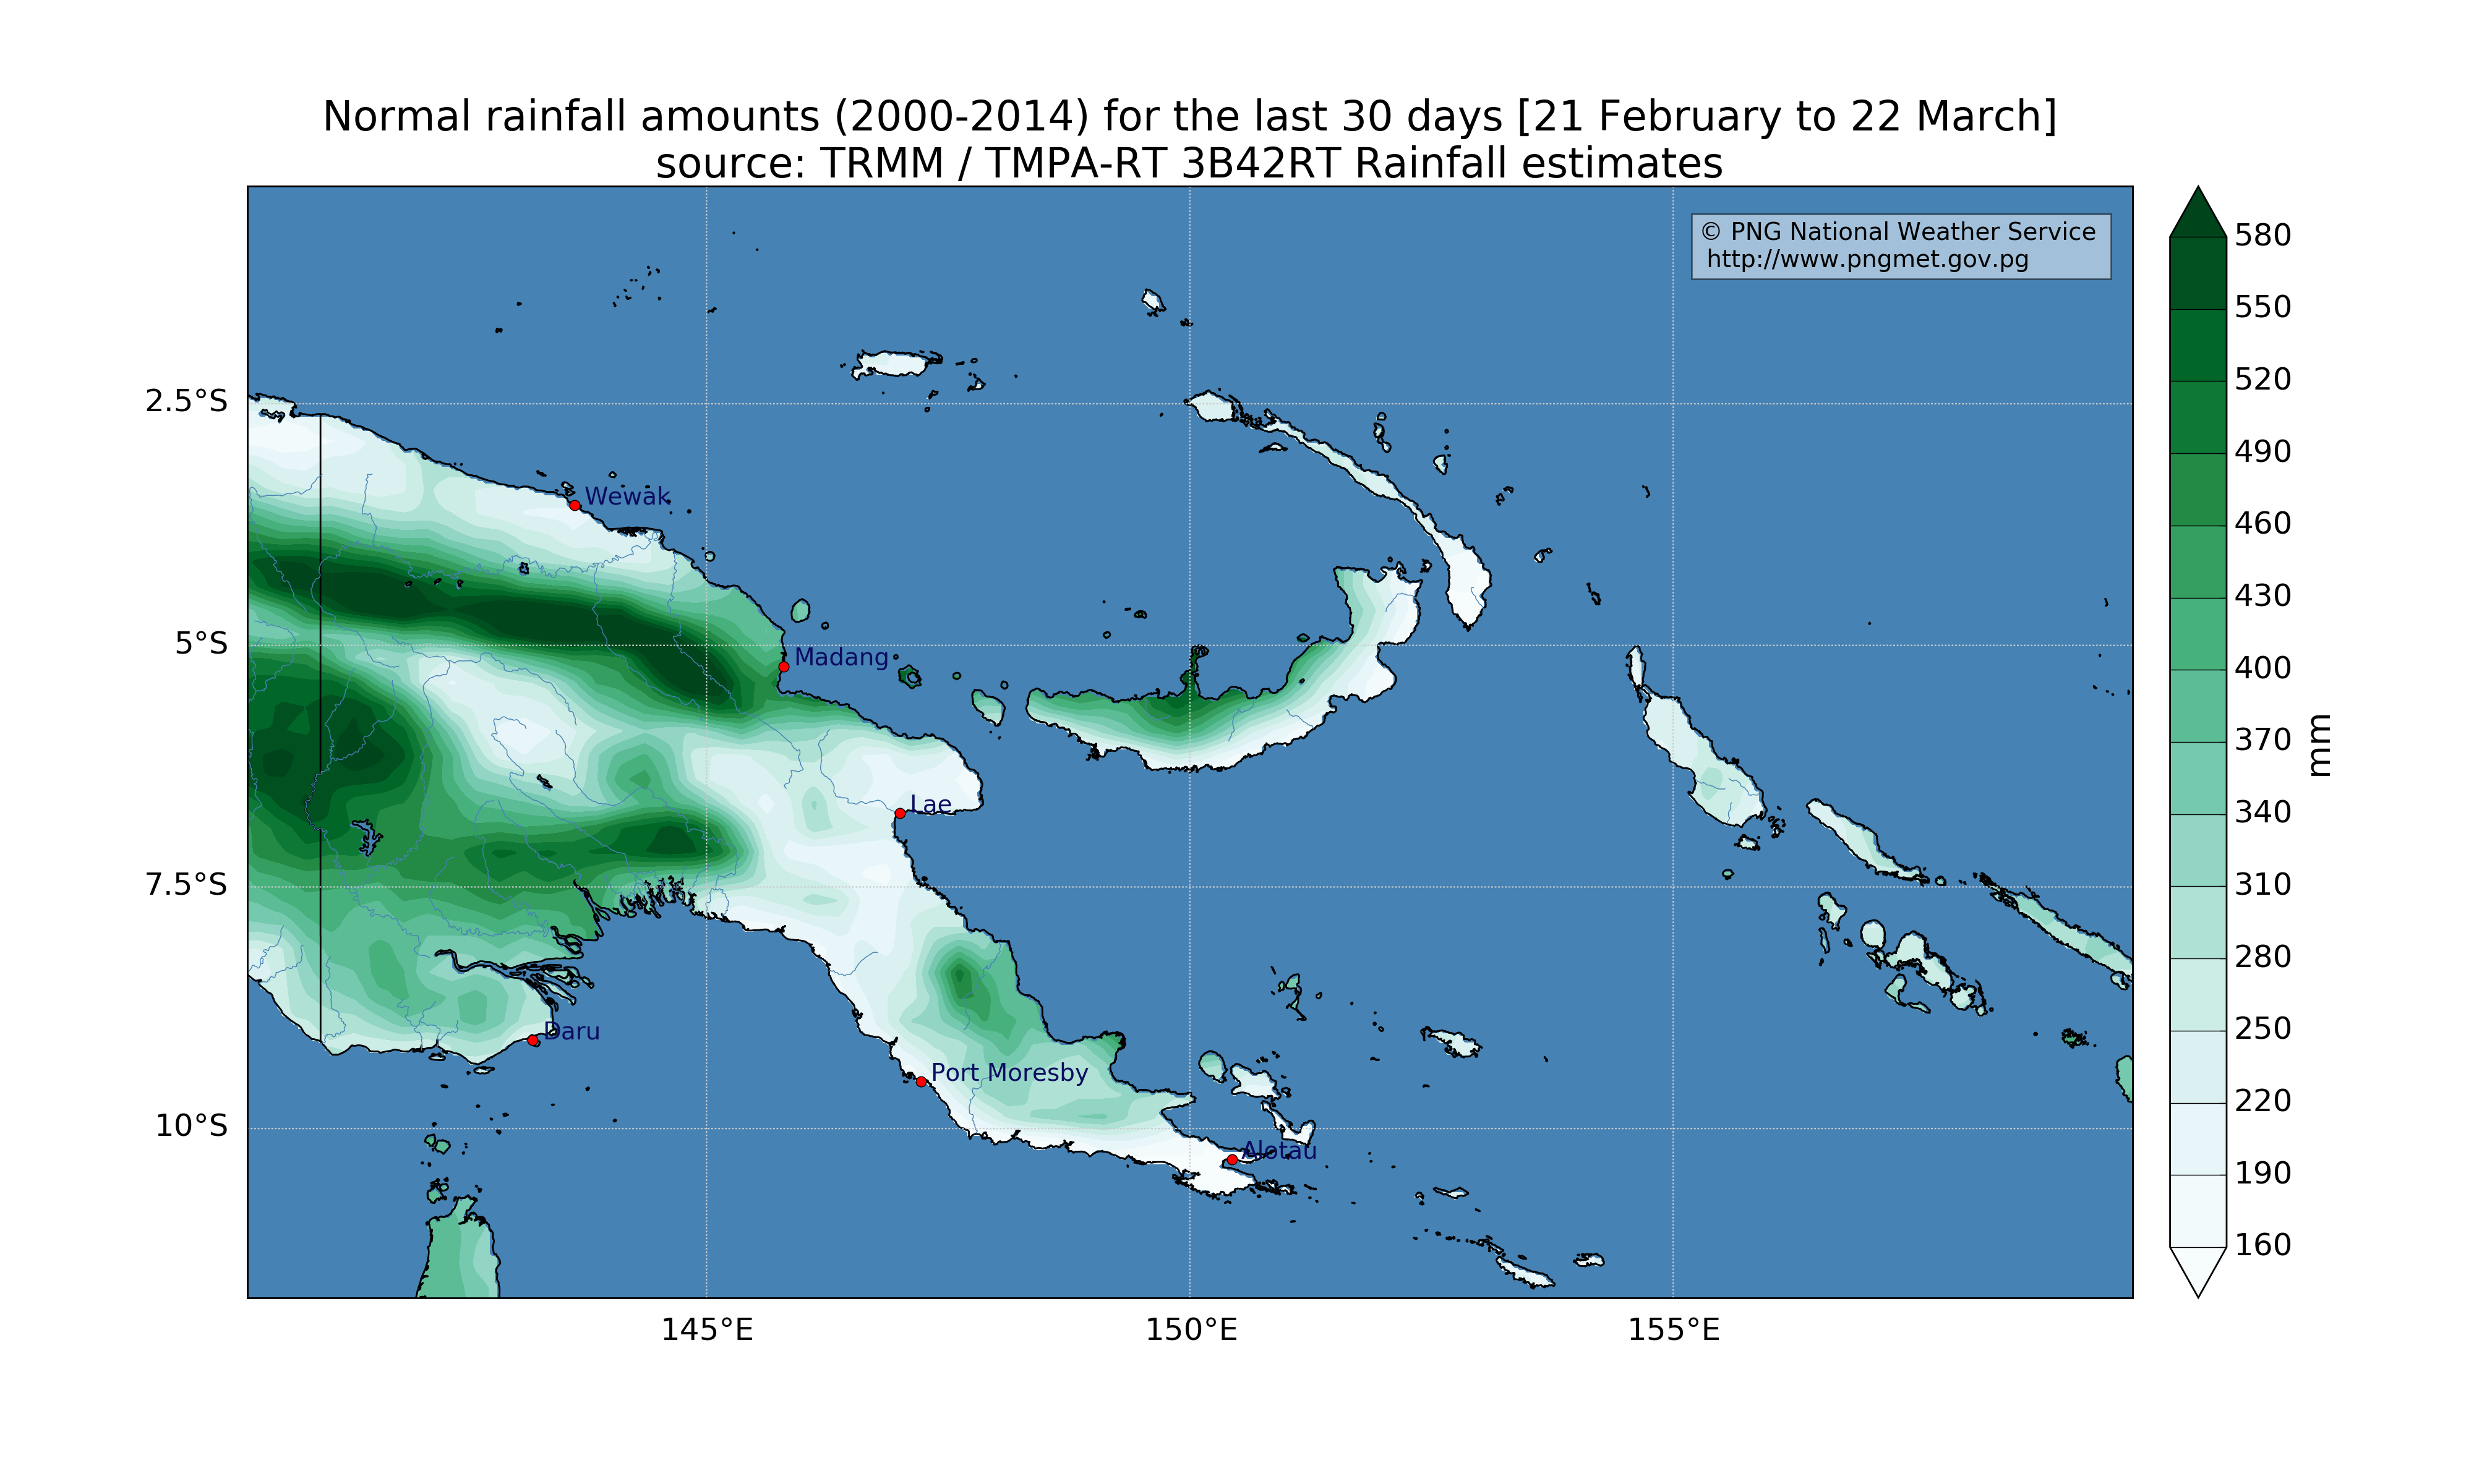 Normal rainfall amounts (2000-2014) for the last 30 days [21 February to 22 March]
source: TRMM / TMPA-RT 3B42RT Rainfall estimates
© PNG National Weather Service
http://www.pngmet.gov.pg
580
550
520
490
460
430
400
370
340
310
280
250
220
190
160
mm
2.5°S
5°S
7.5°S
10°S
Wewak
Madang
Lae
Daru
Port Moresby
Alotau
145°E
150°E
155°E